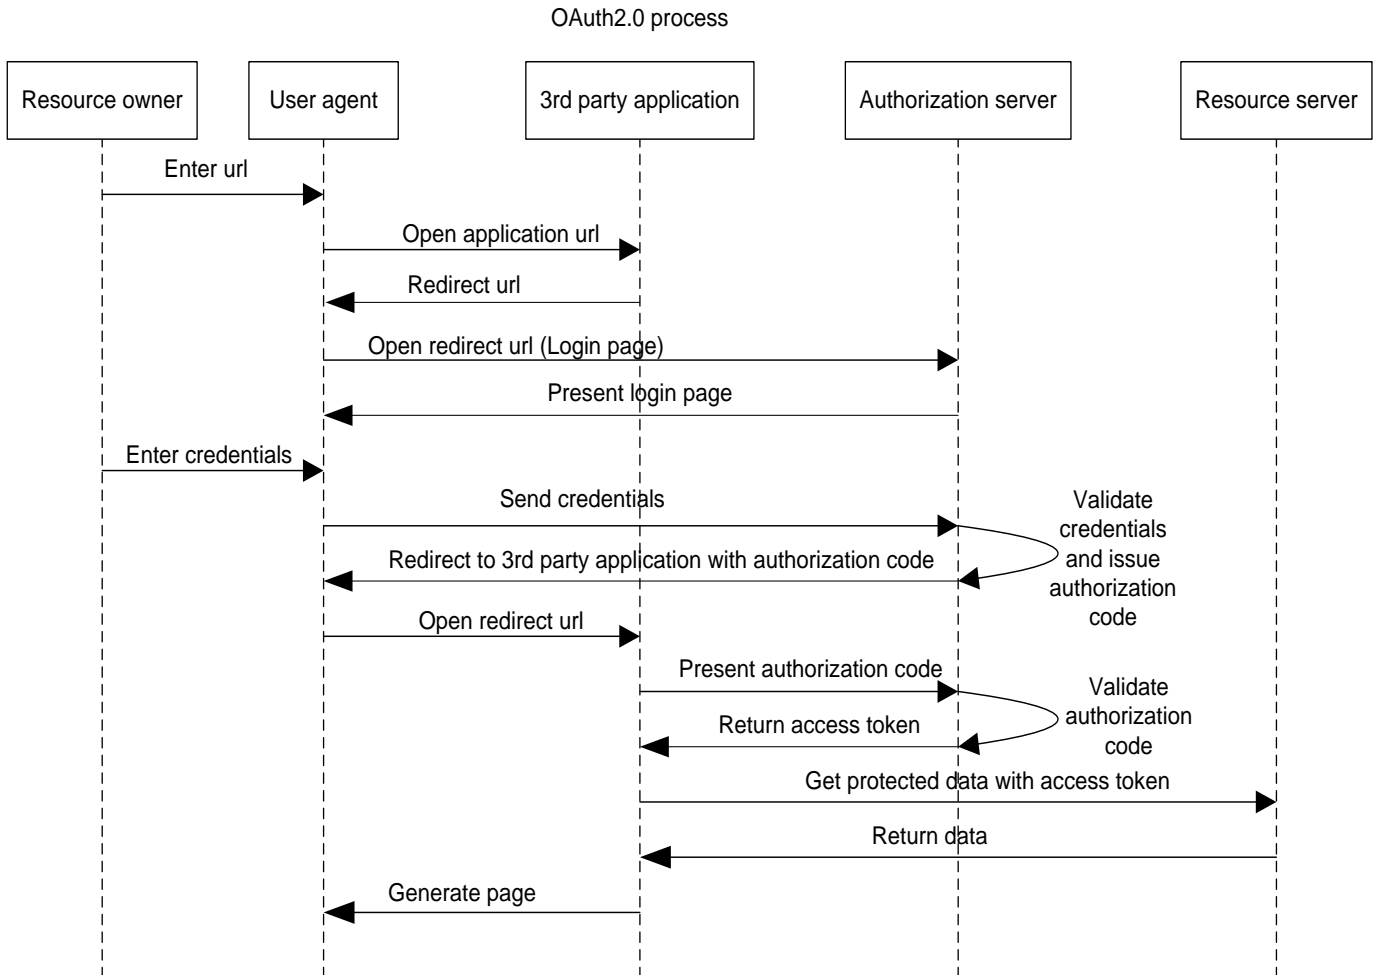 OAuth2.0 process
Resource owner
User agent
3rd party application
Authorization server
Resource server
Enter url
Open application url
Redirect url
Open redirect url (Login page)
Present login page
Enter credentials
Send credentials
Validate
credentials
and issue
authorization
code
Redirect to 3rd party application with authorization code
Open redirect url
Present authorization code
Validate
authorization
code
Return access token
Get protected data with access token
Return data
Generate page